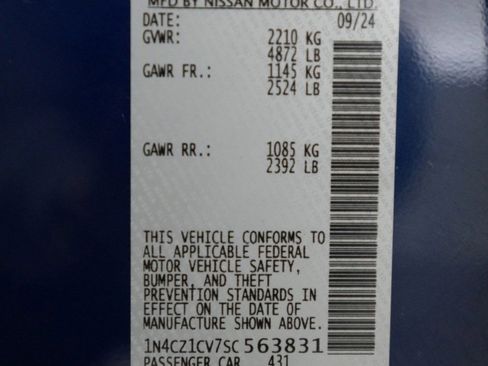 MFD BY NISSAN MOTOR CO., LTD.
DATE: 09/24
GVWR: 2210 KG
4872 LB
GAWR FR.: 1145 KG
2524 LB
GAWR RR.: 1085 KG
2392 LB
THIS VEHICLE CONFORMS TO
ALL APPLICABLE FEDERAL
MOTOR VEHICLE SAFETY,
BUMPER, AND THEFT
PREVENTION STANDARDS IN
EFFECT ON THE DATE OF
MANUFACTURE SHOWN ABOVE.
1N4CZ1CV7SC563831
PASSENGER CAR 431